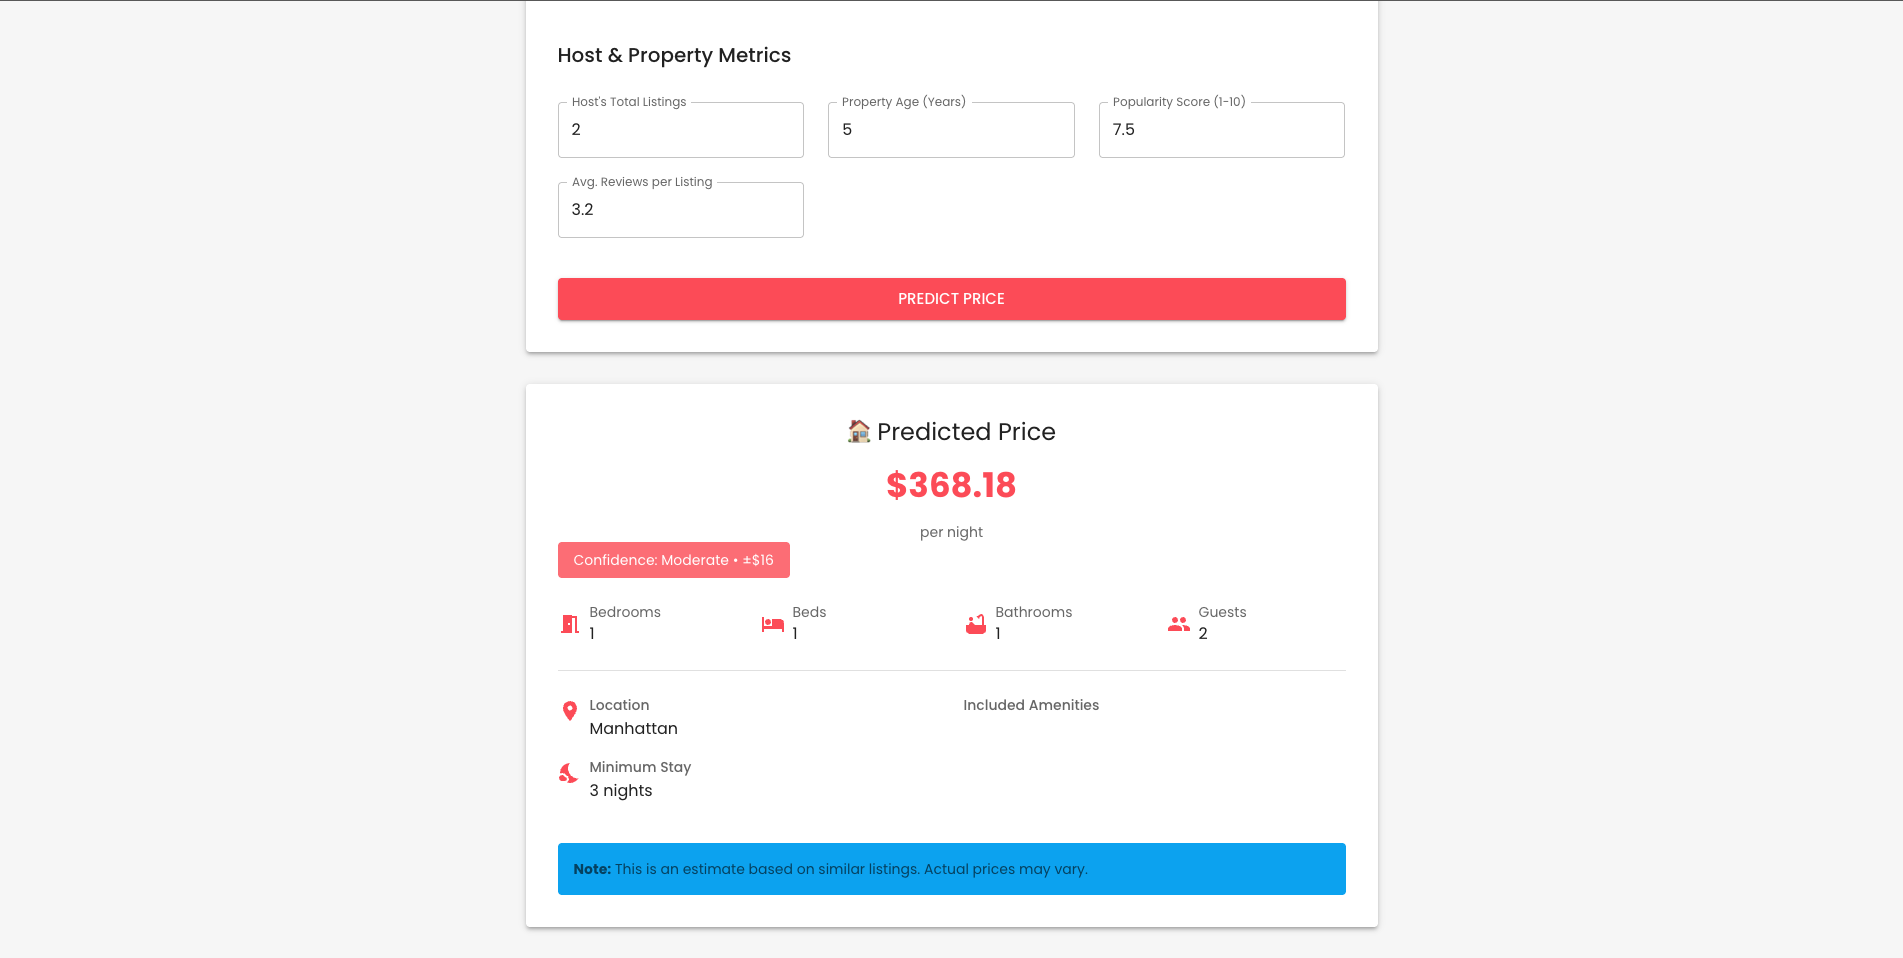 Host & Property Metrics
Host's Total Listings
2
Property Age (Years)
5
Popularity Score (1-10)
7.5
Avg. Reviews per Listing
3.2
PREDICT PRICE
🏠 Predicted Price
$368.18
per night
Confidence: Moderate • ±$16
Bedrooms
1
Beds
1
Bathrooms
1
Guests
2
Location
Manhattan
Included Amenities
Minimum Stay
3 nights
Note: This is an estimate based on similar listings. Actual prices may vary.